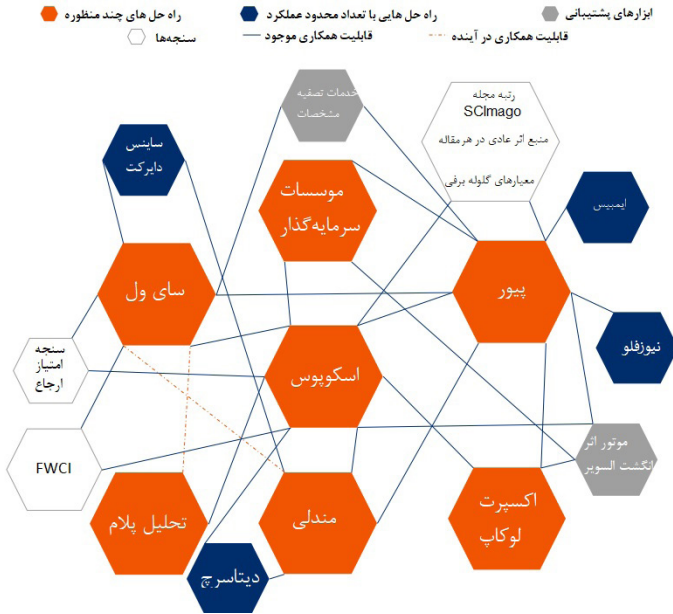 راه حل های چند منظوره
راه حل هایی با تعداد محدود عملکرد
ابزارهای پشتیبانی
سنجه‌ها
قابلیت همکاری موجود
قابلیت همکاری در آینده
خدمات تصفیه
مشخصات
رتبه مجله
SCImago
منبع اثر عادی در هرمقاله
معیارهای گلوله برفی
ساینس
دایرکت
موسسات
سرمایه‌گذار
ایمبیس
سای ول
پیور
نیوزفلو
سنجه
امتیاز
ارجاع
اسکوپوس
FWCI
موتور اثر
انگشت السویر
تحلیل پلام
مندلی
اکسپرت
لوکاپ
دیتاسرچ